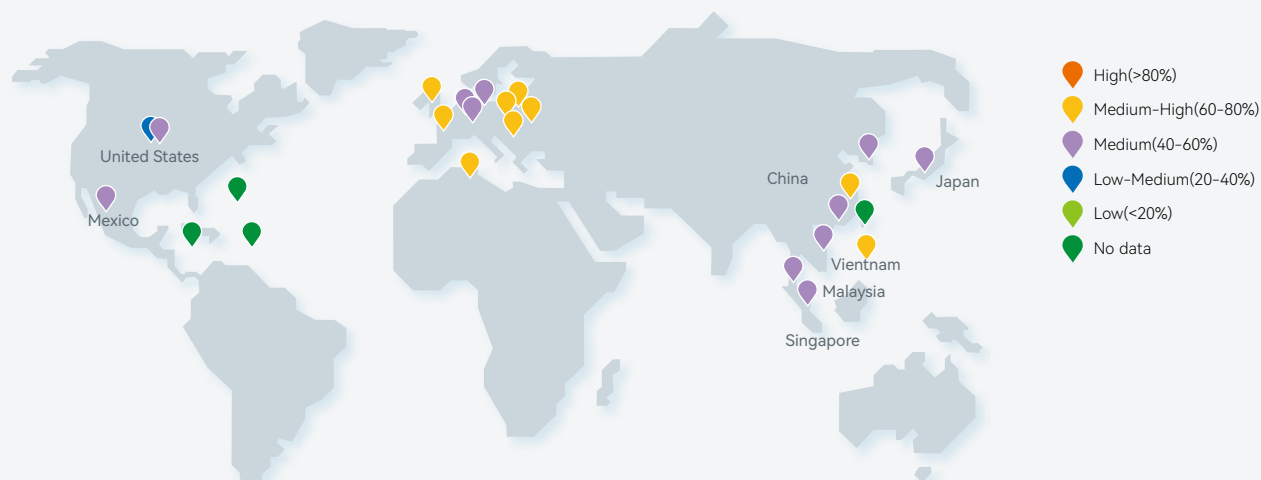 High(>80%)
Medium-High(60-80%)
Medium(40-60%)
Low-Medium(20-40%)
Low(<20%)
No data
United States
Mexico
China
Japan
Vientnam
Malaysia
Singapore